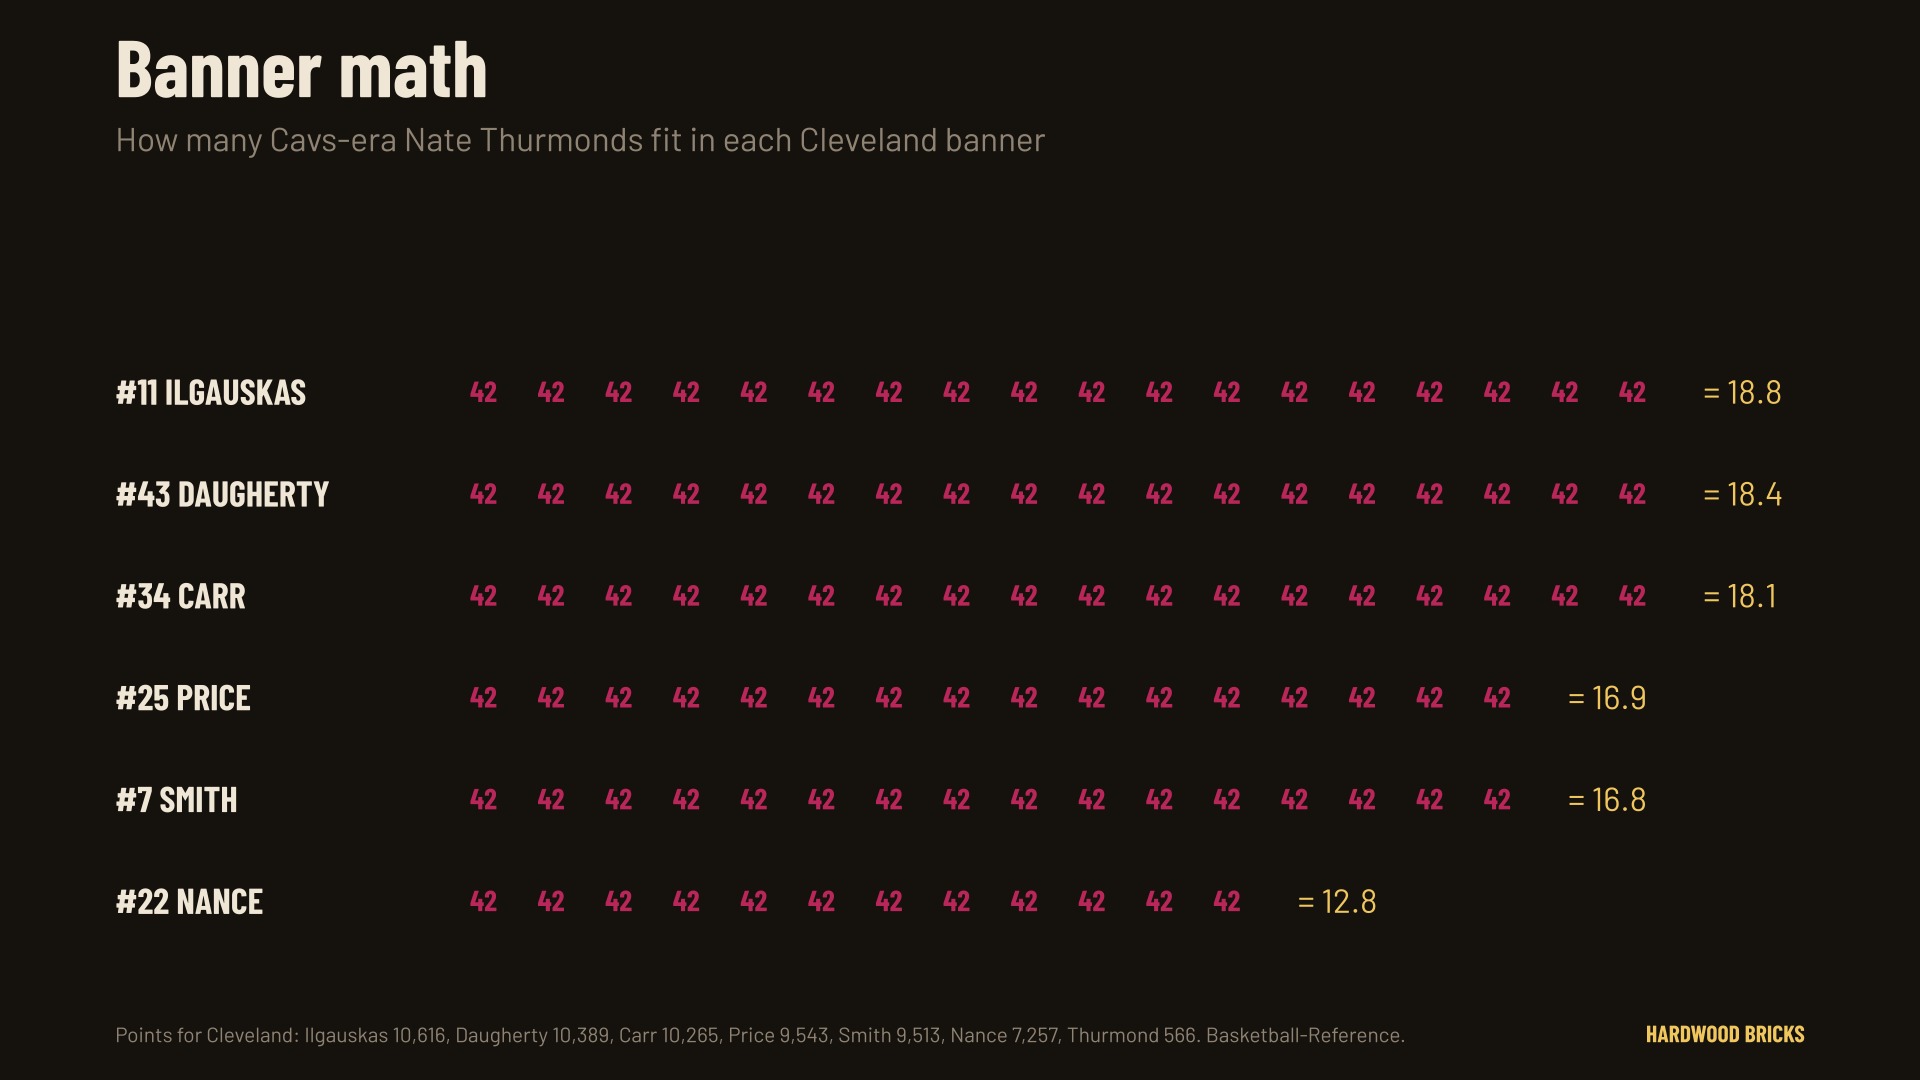 Banner math
How many Cavs-era Nate Thurmonds fit in each Cleveland banner
#11 ILGAUSKAS 42 42 42 42 42 42 42 42 42 42 42 42 42 42 42 42 42 42 = 18.8
#43 DAUGHERTY 42 42 42 42 42 42 42 42 42 42 42 42 42 42 42 42 42 42 = 18.4
#34 CARR 42 42 42 42 42 42 42 42 42 42 42 42 42 42 42 42 42 42 = 18.1
#25 PRICE 42 42 42 42 42 42 42 42 42 42 42 42 42 42 42 42 = 16.9
#7 SMITH 42 42 42 42 42 42 42 42 42 42 42 42 42 42 42 42 = 16.8
#22 NANCE 42 42 42 42 42 42 42 42 42 42 42 42 = 12.8
Points for Cleveland: Ilgauskas 10,616, Daugherty 10,389, Carr 10,265, Price 9,543, Smith 9,513, Nance 7,257, Thurmond 566. Basketball-Reference.
HARDWOOD BRICKS